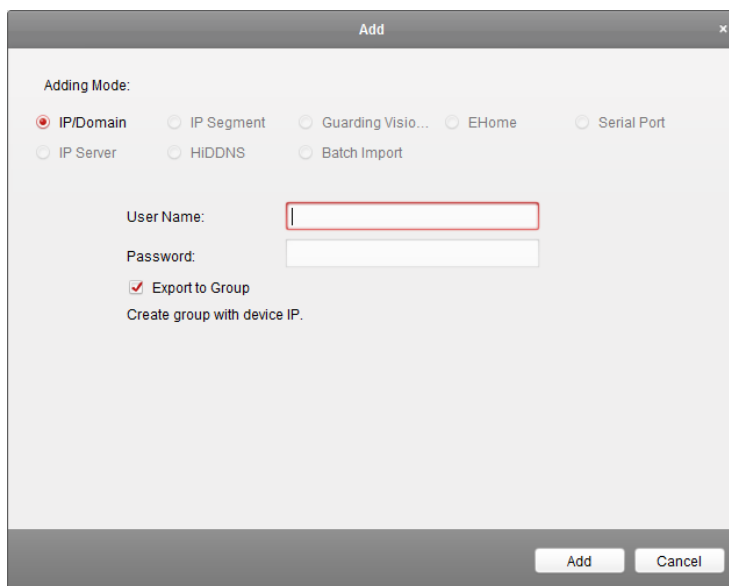 Add
Adding Mode:
IP/Domain IP Segment Guarding Visio... EHome Serial Port
IP Server HiDDNS Batch Import
User Name:
Password:
Export to Group
Create group with device IP.
Add Cancel